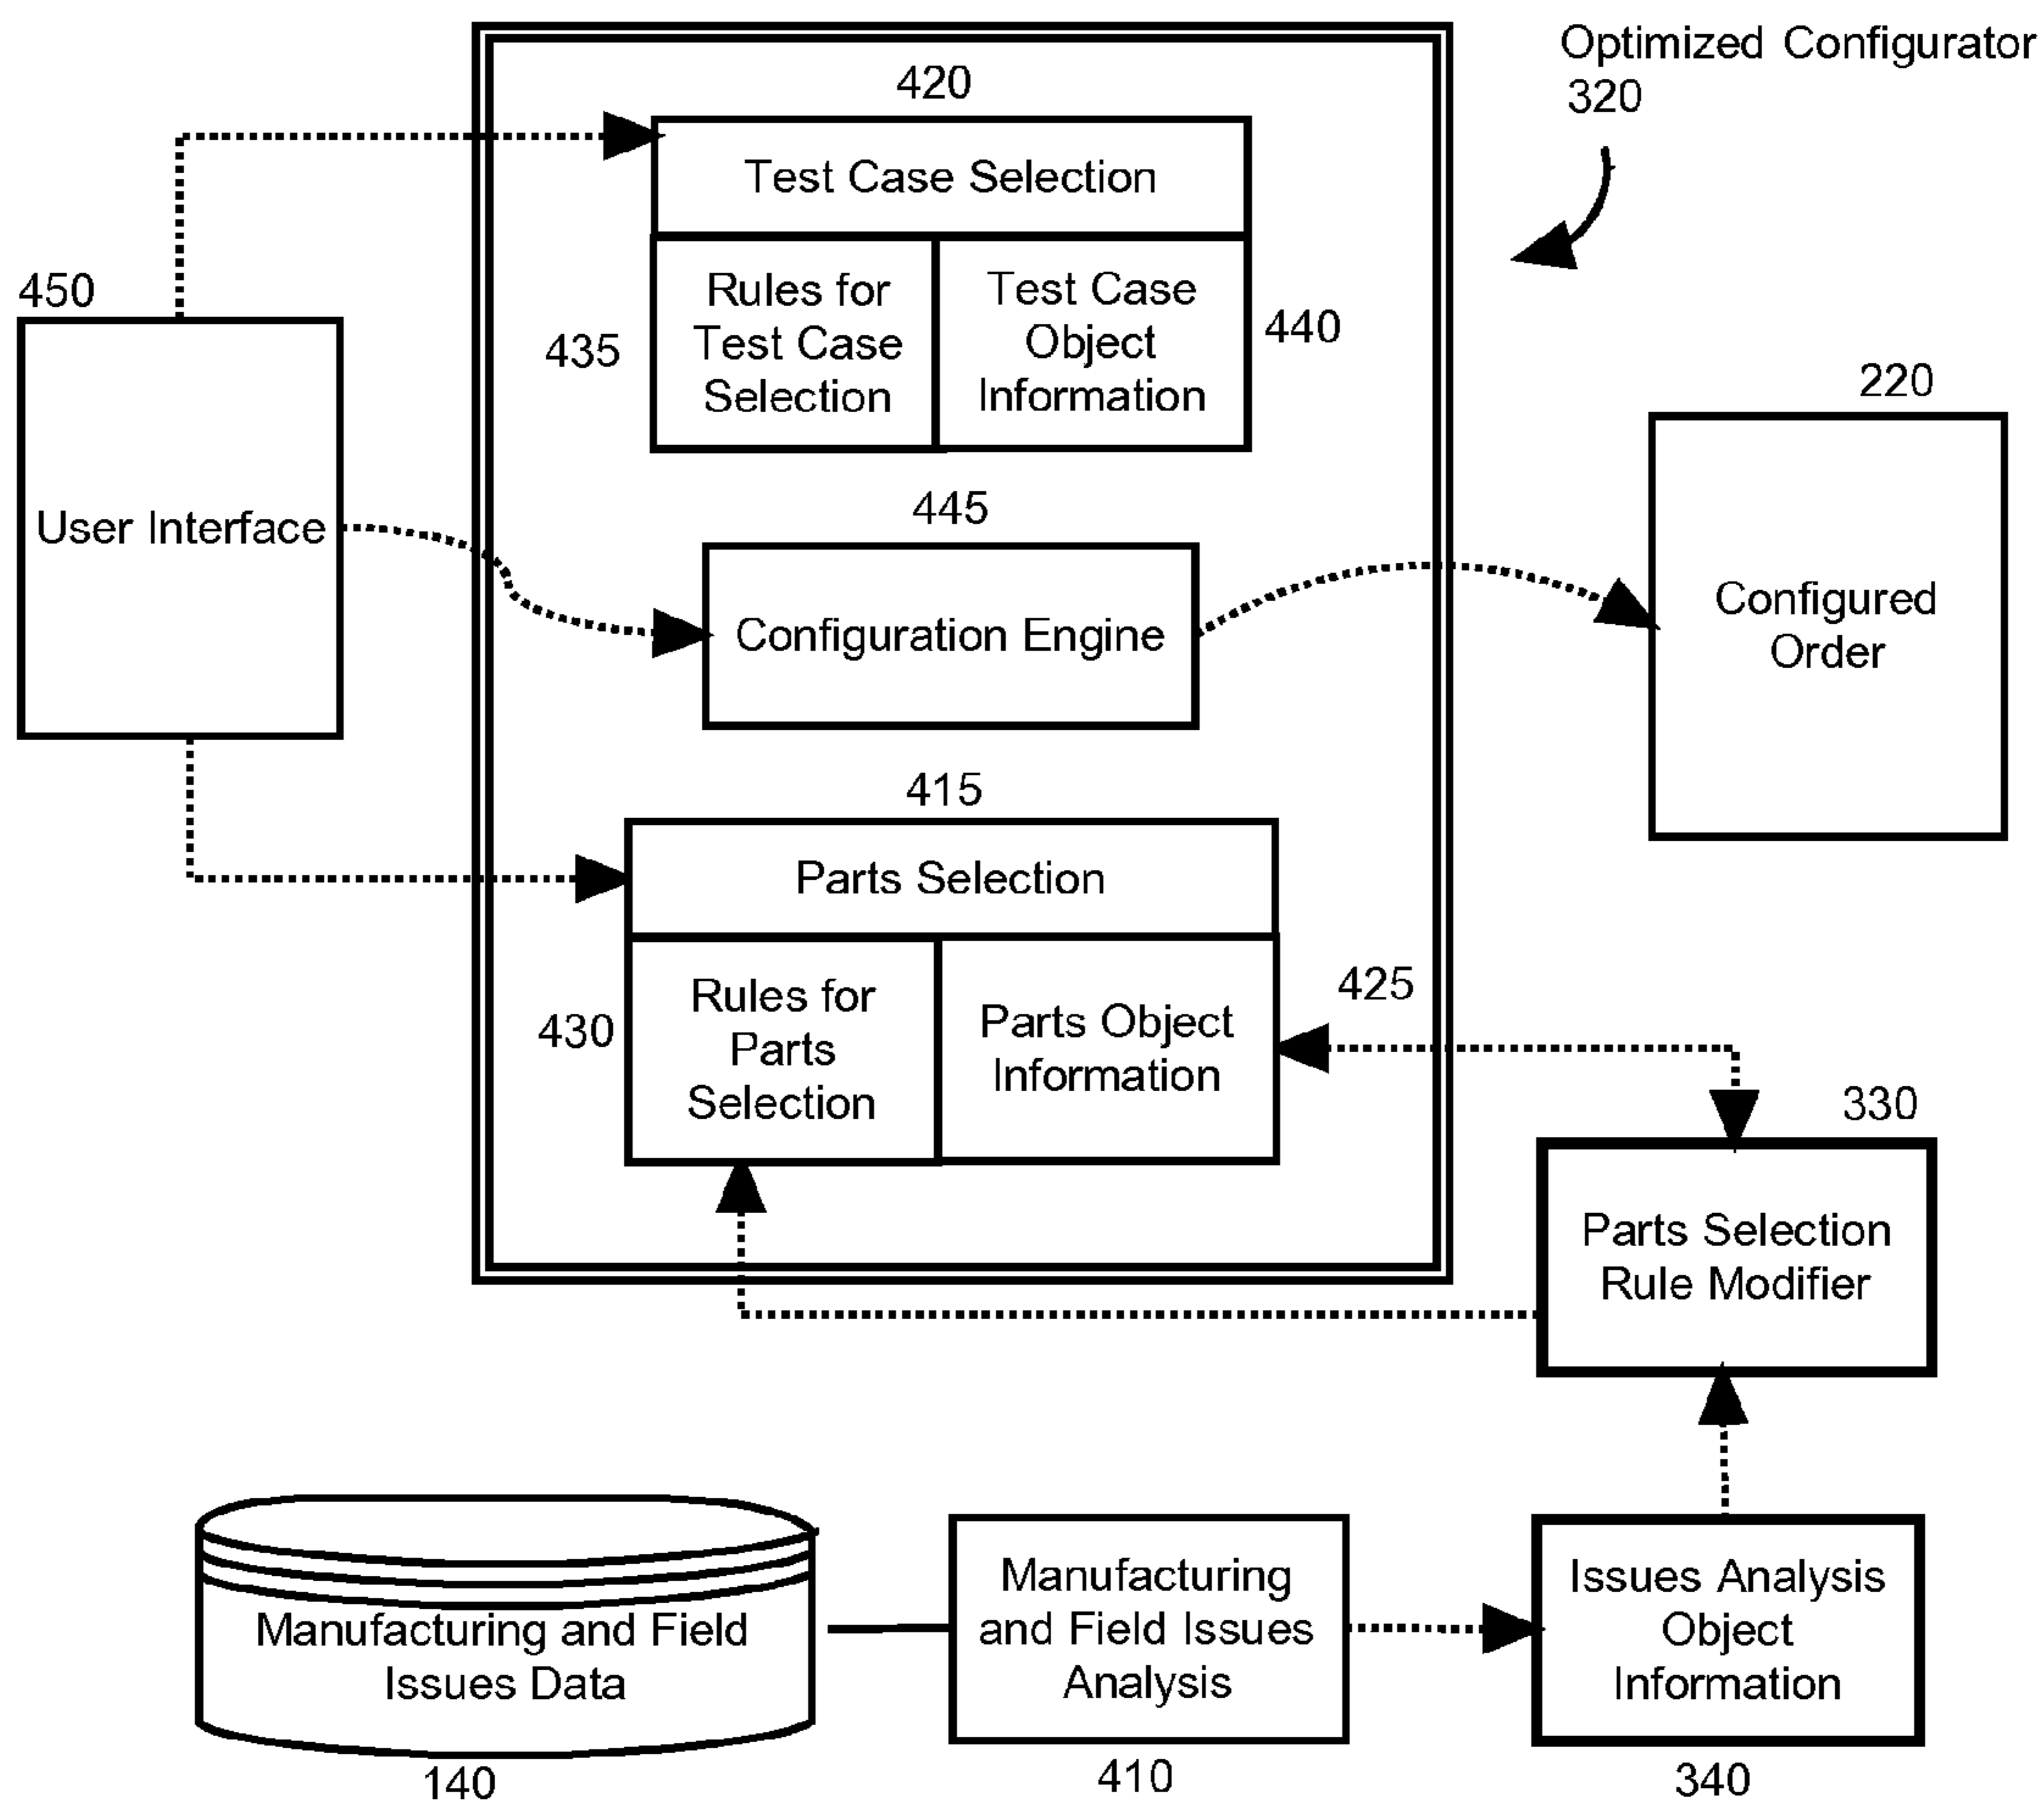 Optimized Configurator
320
420
Test Case Selection
Rules for
Test Case
Selection
435
Test Case
Object
Information
440
450
User Interface
445
Configuration Engine
220
Configured
Order
415
Parts Selection
430
Rules for
Parts
Selection
Parts Object
Information
425
330
Parts Selection
Rule Modifier
Manufacturing and Field
Issues Data
140
Manufacturing
and Field Issues
Analysis
410
Issues Analysis
Object
Information
340